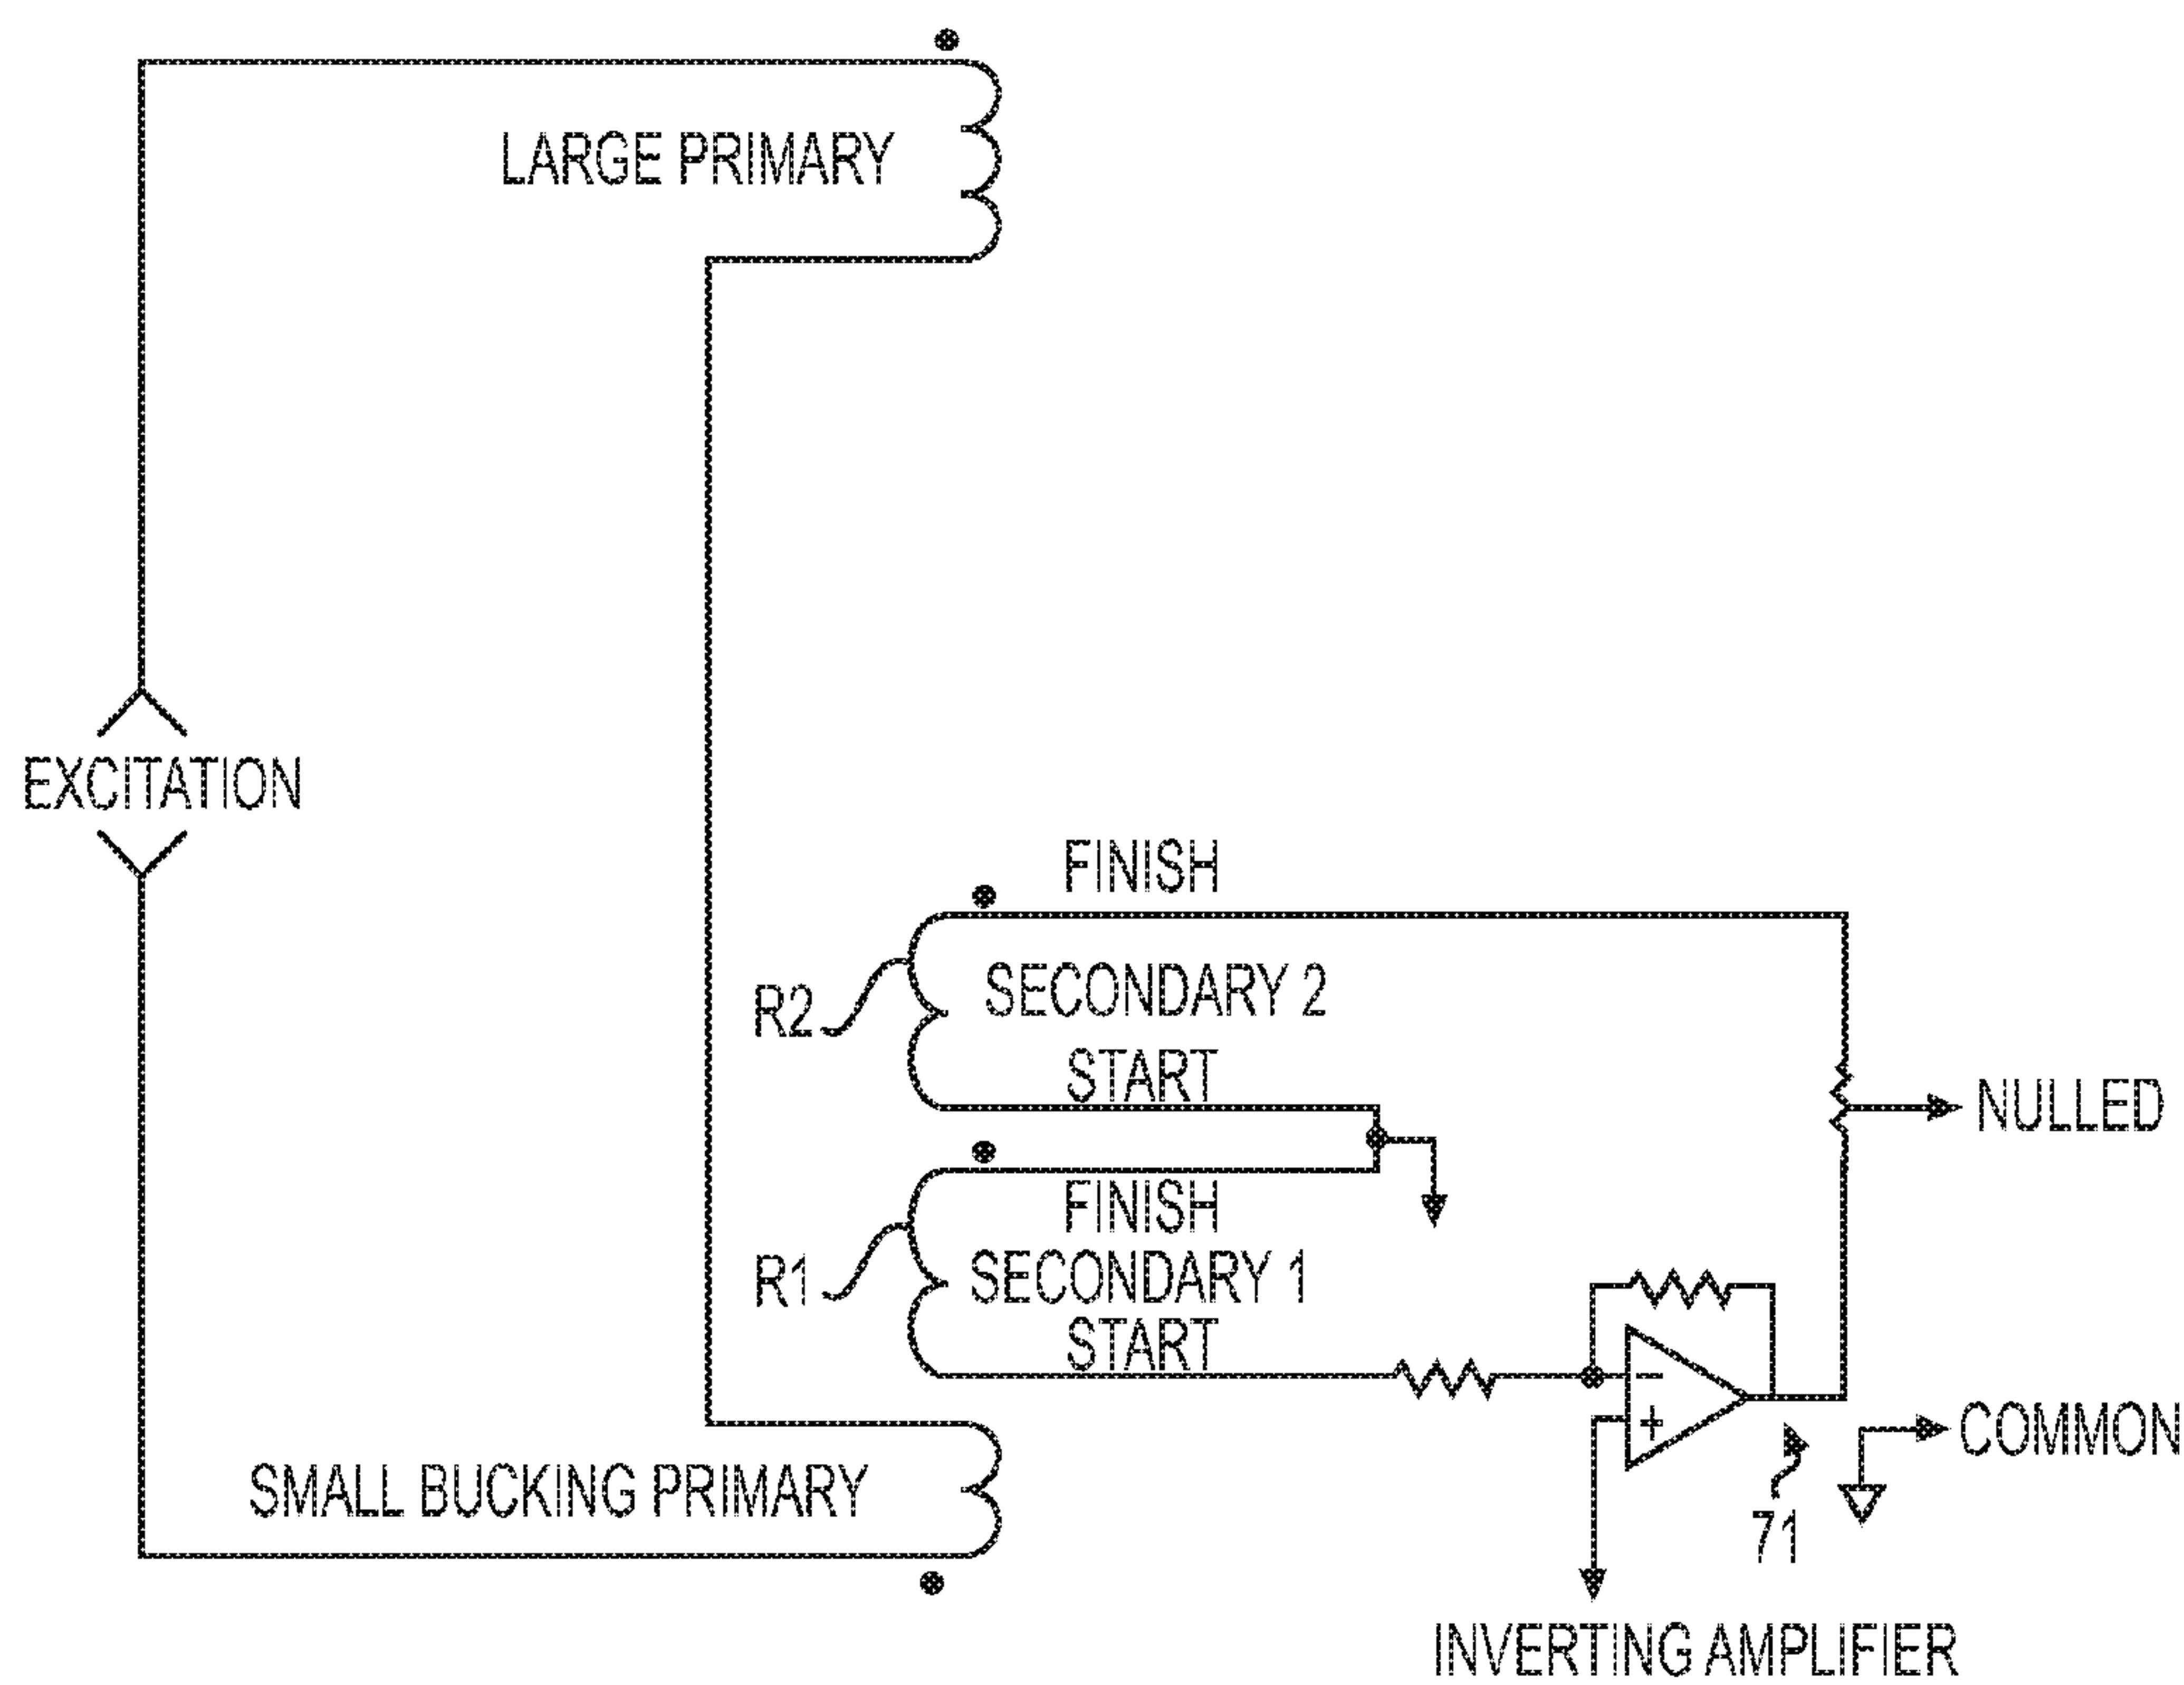 LARGE PRIMARY
EXCITATION
FINISH
R2
SECONDARY 2
START
NULLED
FINISH
R1
SECONDARY 1
START
−
+
COMMON
SMALL BUCKING PRIMARY
71
INVERTING AMPLIFIER